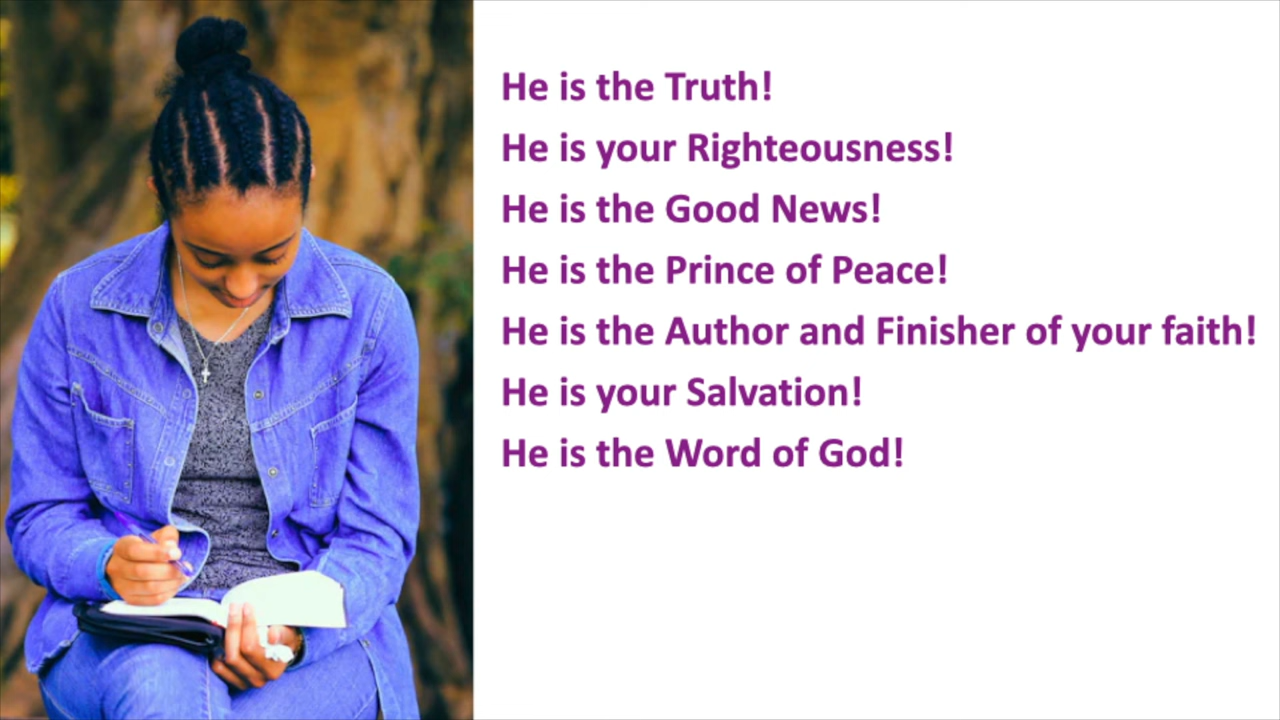 He is the Truth!
He is your Righteousness!
He is the Good News!
He is the Prince of Peace!
He is the Author and Finisher of your faith!
He is your Salvation!
He is the Word of God!